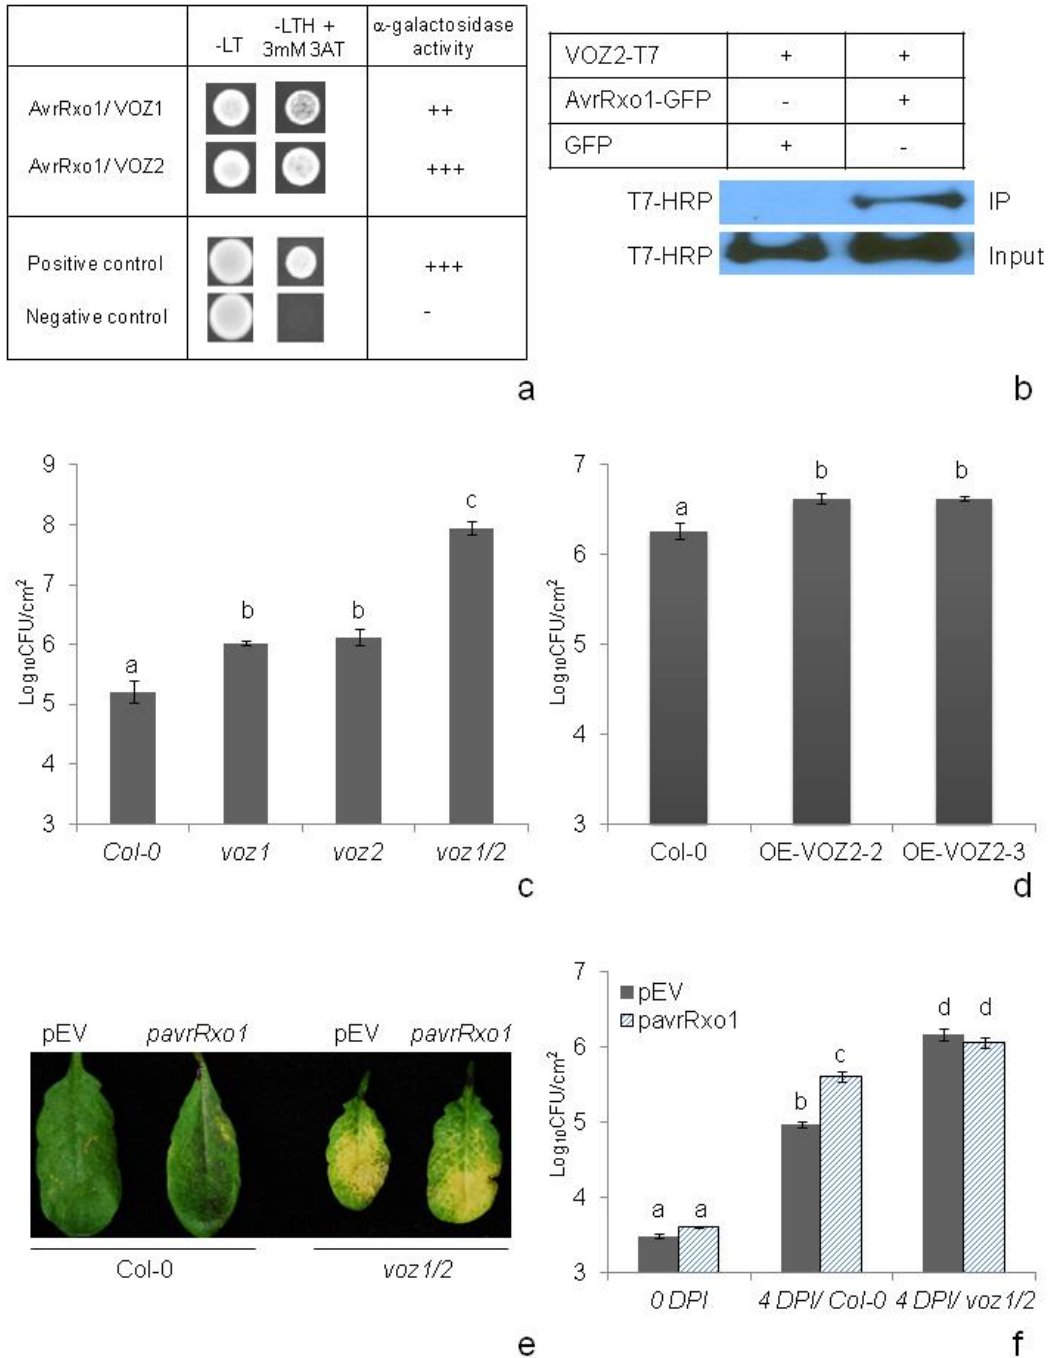 -LT -LTH + 3mM 3AT α-galactosidase activity
AvrRxo1/ VOZ1 ++
AvrRxo1/ VOZ2 +++
Positive control +++
Negative control -
a
VOZ2-T7 + +
AvrRxo1-GFP - +
GFP + -
T7-HRP IP
T7-HRP Input
b
Log10CFU/cm2
9
8
7
6
5
4
3
a b b c
Col-0 voz1 voz2 voz1/2
c
Log10CFU/cm2
7
6
5
4
3
a b b
Col-0 OE-VOZ2-2 OE-VOZ2-3
d
pEV pavrRxo1 pEV pavrRxo1
Col-0 voz1/2
e
Log10CFU/cm2
7
6
5
4
3
pEV
pavrRxo1
a a b c d d
0 DPI 4 DPI/ Col-0 4 DPI/ voz1/2
f